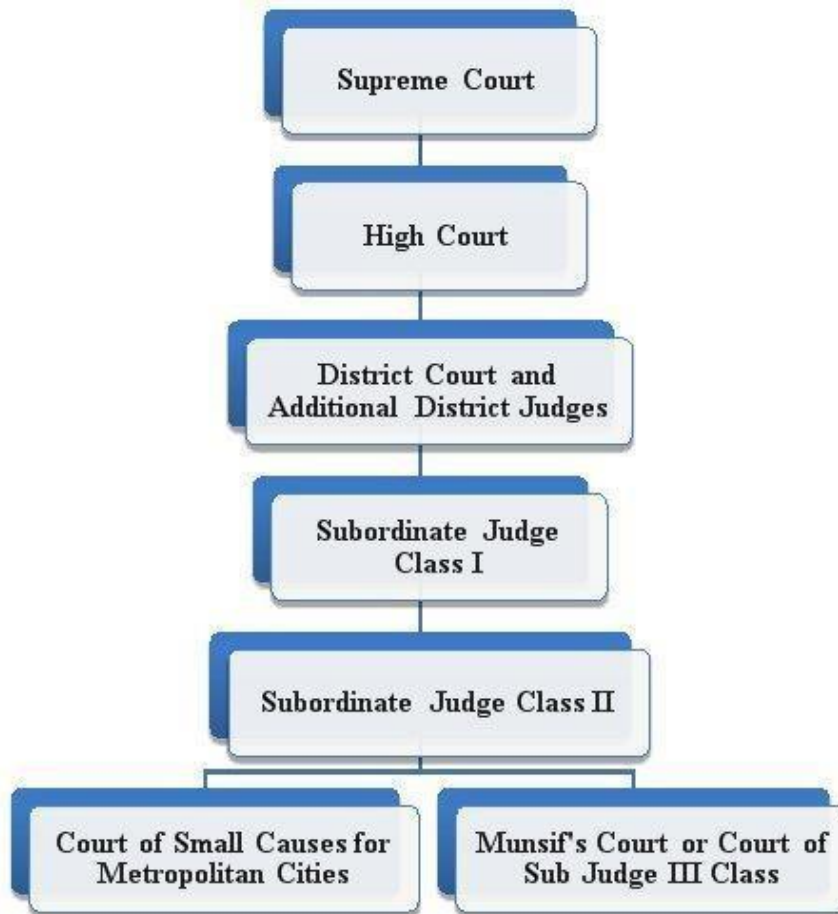 Supreme Court
High Court
District Court and
Additional District Judges
Subordinate Judge
Class I
Subordinate Judge Class II
Court of Small Causes for
Metropolitan Cities
Munsif's Court or Court of
Sub Judge III Class